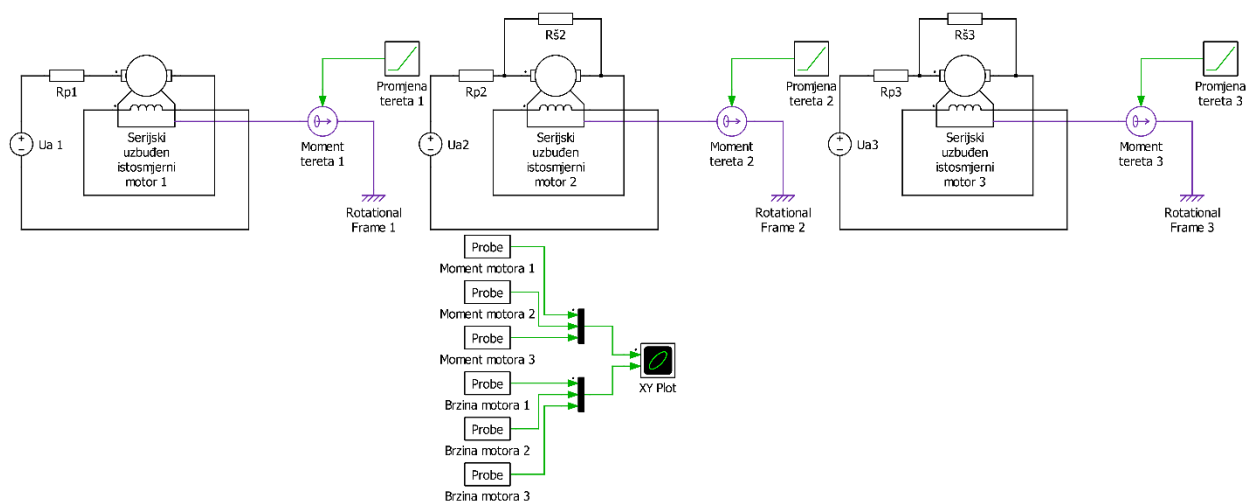 Rp1
Ua 1
Serijski
uzbuđen
istosmjerni
motor 1
Promjena
tereta 1
Moment
tereta 1
Rotational
Frame 1
Rš2
Rp2
Ua2
Serijski
uzbuđen
istosmjerni
motor 2
Promjena
tereta 2
Moment
tereta 2
Rotational
Frame 2
Rš3
Rp3
Ua3
Serijski
uzbuđen
istosmjerni
motor 3
Promjena
tereta 3
Moment
tereta 3
Rotational
Frame 3
Probe
Moment motora 1
Probe
Moment motora 2
Probe
Moment motora 3
Probe
Brzina motora 1
Probe
Brzina motora 2
Probe
Brzina motora 3
XY Plot